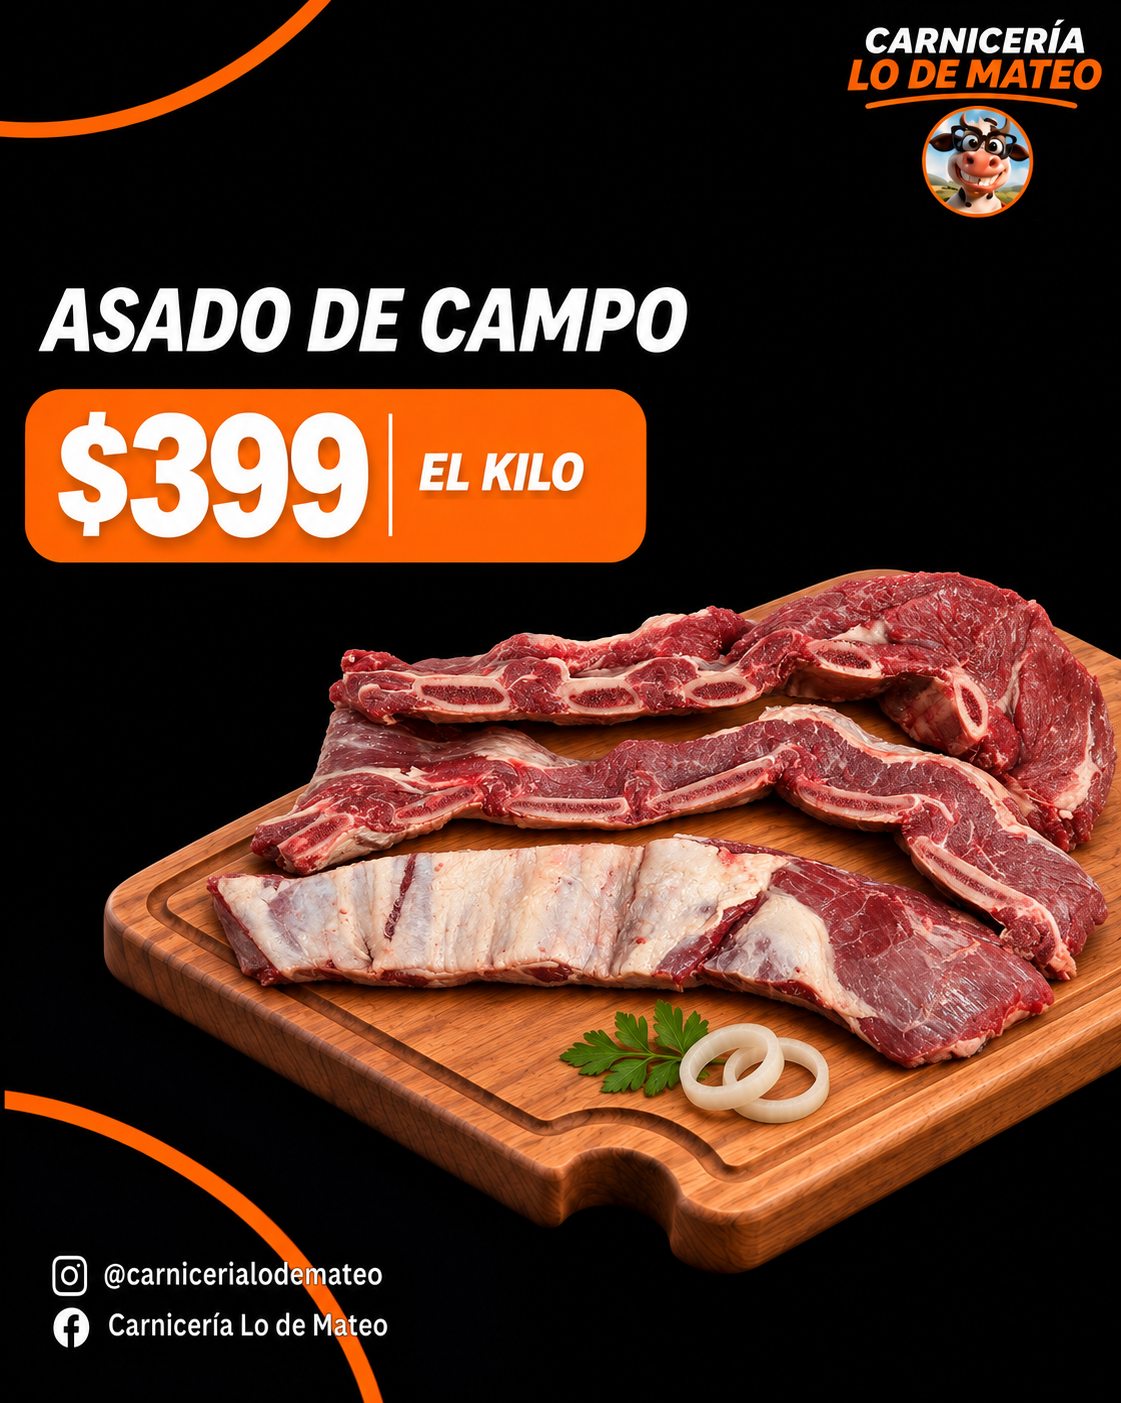 CARNICERÍA
LO DE MATEO
ASADO DE CAMPO
$399
EL KILO
@carnicerialodemateo
Carnicería Lo de Mateo